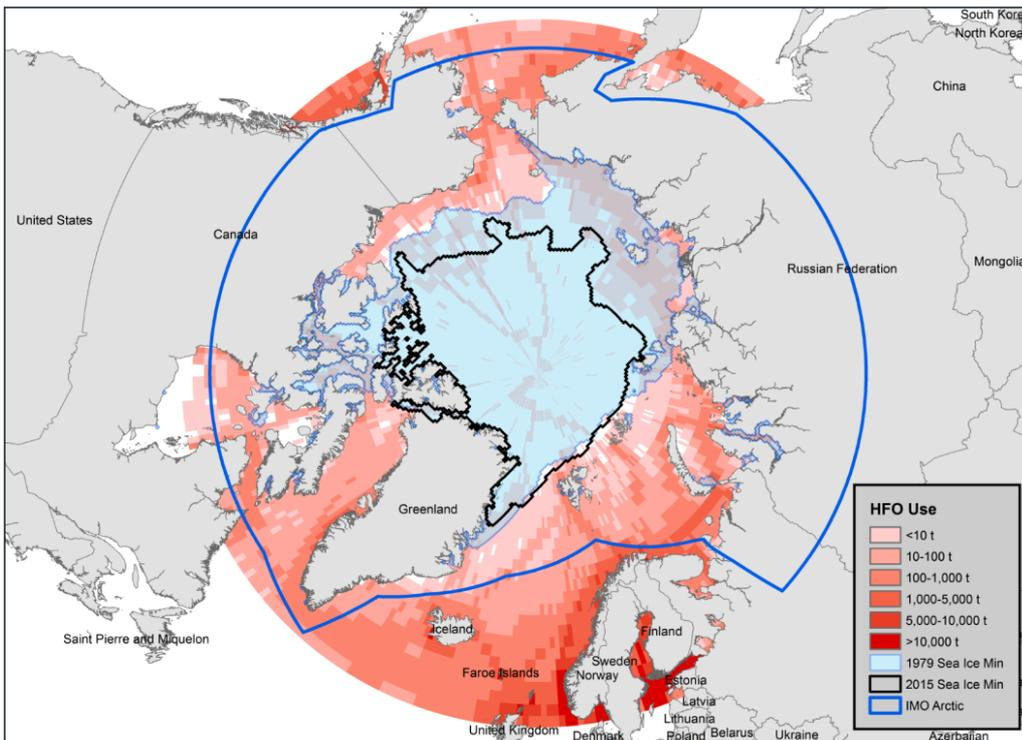 South Kore
North Korea
China
United States
Canada
Russian Federation
Mongolia
Greenland
HFO Use
<10 t
10-100 t
100-1,000 t
1,000-5,000 t
5,000-10,000 t
>10,000 t
1979 Sea Ice Min
2015 Sea Ice Min
IMO Arctic
Saint Pierre and Miquelon
Iceland
Finland
Faroe Islands
Sweden
Norway
Estonia
Latvia
Lithuania
United Kingdom
Denmark
Poland
Belarus
Ukraine
Azerbaijan